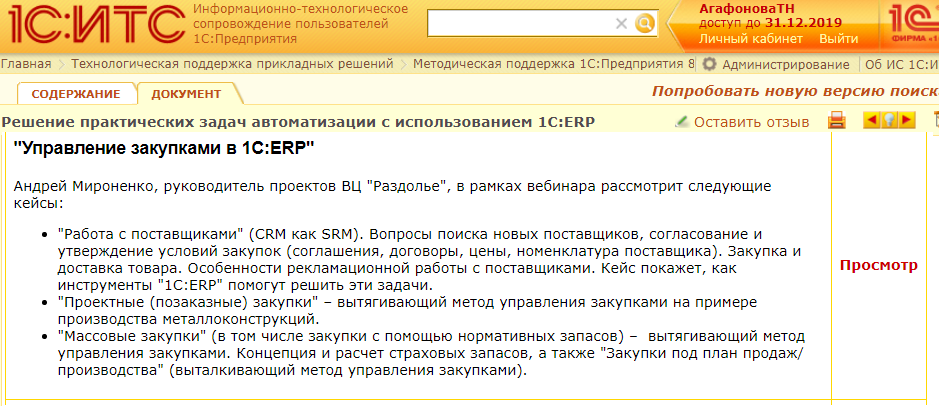 1С:ИТС
Информационно-технологическое
сопровождение пользователей
1С:Предприятия
АгафоноваТН
доступ до 31.12.2019
Личный кабинет Выйти
1С
ФИРМА «1
Главная Технологическая поддержка прикладных решений Методическая поддержка 1С:Предприятия 8 Администрирование Об ИС 1С:И
СОДЕРЖАНИЕ ДОКУМЕНТ Попробовать новую версию поиск
Решение практических задач автоматизации с использованием 1С:ERP Оставить отзыв
"Управление закупками в 1С:ERP"
Андрей Мироненко, руководитель проектов ВЦ "Раздолье", в рамках вебинара рассмотрит следующие
кейсы:
• "Работа с поставщиками" (CRM как SRM). Вопросы поиска новых поставщиков, согласование и
утверждение условий закупок (соглашения, договоры, цены, номенклатура поставщика). Закупка и
доставка товара. Особенности рекламационной работы с поставщиками. Кейс покажет, как
инструменты "1С:ERP" помогут решить эти задачи.
• "Проектные (позаказные) закупки" – вытягивающий метод управления закупками на примере
производства металлоконструкций.
• "Массовые закупки" (в том числе закупки с помощью нормативных запасов) – вытягивающий метод
управления закупками. Концепция и расчет страховых запасов, а также "Закупки под план продаж/
производства" (выталкивающий метод управления закупками).
Просмотр